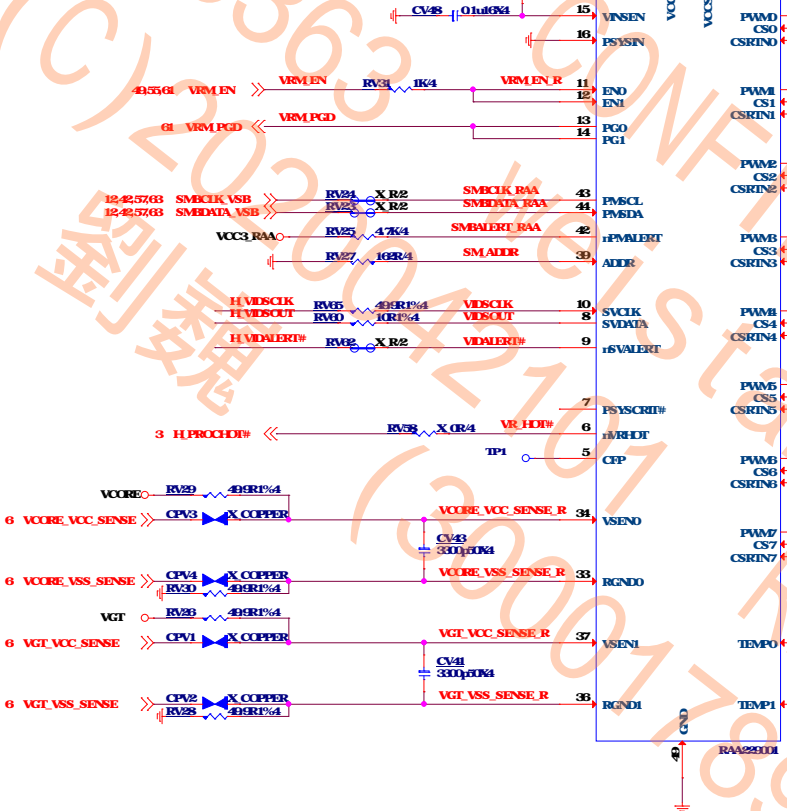 CV48 0.1u16X4 15 VINSEN PWM0
CS0
16 PSYSIN CSRTN0
49,55,61 VRM_EN VRM_EN RV31 1K/4 VRM_EN_R 11 EN0 PWM1
12 EN1 CS1
CSRTN1
61 VRM_PGD VRM_PGD 13 PG0
14 PG1
PWM2
CS2
CSRTN2
12,42,57,63 SMBCLK_VSB RV24 X_R/2 SMBCLK_RAA 43 PMSCL
12,42,57,63 SMBDATA_VSB RV23 X_R/2 SMBDATA_RAA 44 PMSDA
VCC3_RAA RV25 4.7K/4 SMBALERT_RAA 42 nPMALERT PWM3
CS3
RV27 162R/4 SM_ADDR 39 ADDR CSRTN3
H_VIDSCLK RV65 49.9R1%4 VIDSCLK 10 SVCLK PWM4
H_VIDSOUT RV60 10R1%4 VIDSOUT 8 SVDATA CS4
CSRTN4
H_VIDALERT# RV62 X_R/2 VIDALERT# 9 nSVALERT
PWM5
CS5
7 PSYSCRIT# CSRTN5
3 H_PROCHOT# RV58 X_0R/4 VR_HOT# 6 nVRHOT
TP1 5 CFP PWM6
CS6
CSRTN6
VCORE RV29 49.9R1%4
6 VCORE_VCC_SENSE CPV3 X_COPPER VCORE_VCC_SENSE_R 34 VSEN0
PWM7
CV43 CS7
3300p50X4 CSRTN7
6 VCORE_VSS_SENSE CPV4 X_COPPER VCORE_VSS_SENSE_R 33 RGND0
RV30 49.9R1%4
VGT RV26 49.9R1%4
6 VGT_VCC_SENSE CPV1 X_COPPER VGT_VCC_SENSE_R 37 VSEN1 TEMP0
CV41
3300p50X4
6 VGT_VSS_SENSE CPV2 X_COPPER VGT_VSS_SENSE_R 36 RGND1 TEMP1
RV28 49.9R1%4
GND
49
RAA229001
(C)2020042101
劉巍